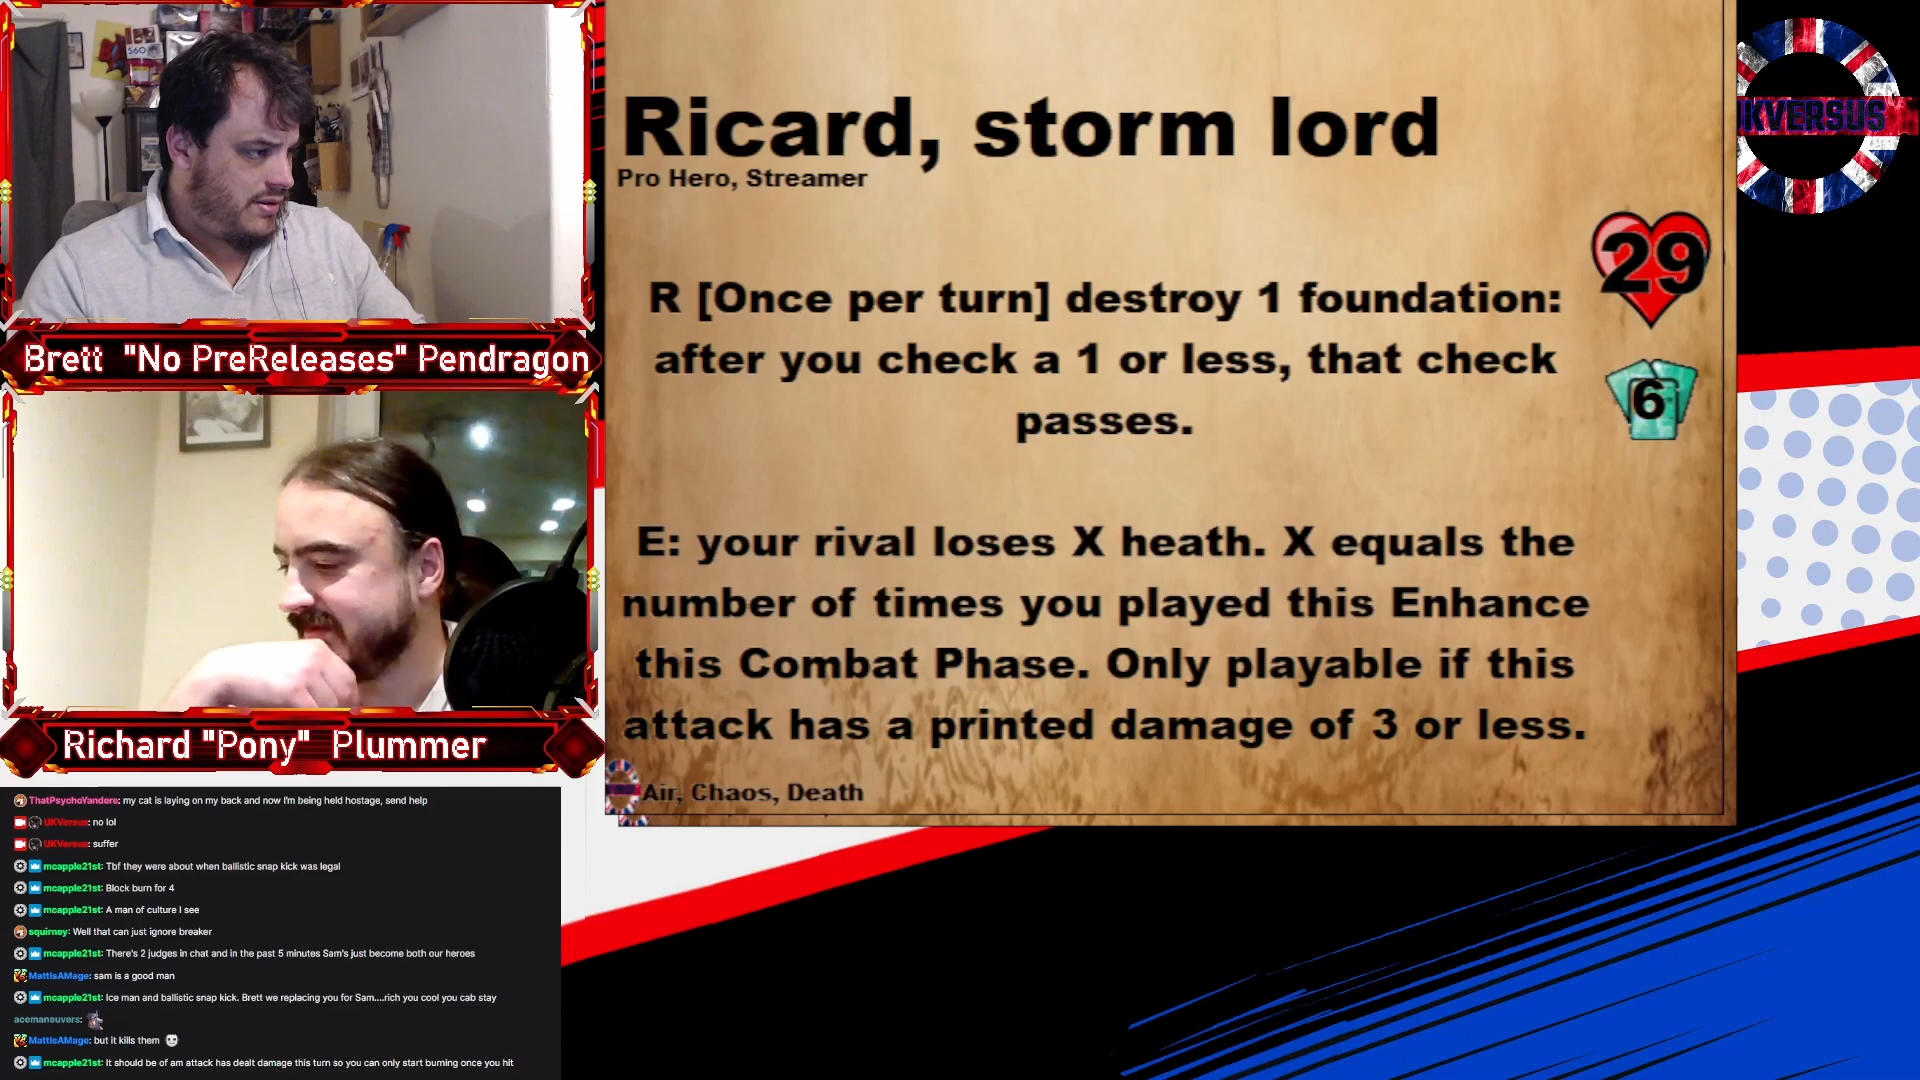 S60
Brett "No PreReleases" Pendragon
Richard "Pony" Plummer
Ricard, storm lord
Pro Hero, Streamer
29
6
R [Once per turn] destroy 1 foundation:
after you check a 1 or less, that check
passes.
E: your rival loses X heath. X equals the
number of times you played this Enhance
this Combat Phase. Only playable if this
attack has a printed damage of 3 or less.
Air, Chaos, Death
KVERSUS
ThatPsychoYandere: my cat is laying on my back and now I'm being held hostage, send help
UKVersus: no lol
UKVersus: suffer
mcapple21st: Tbf they were about when ballistic snap kick was legal
mcapple21st: Block burn for 4
mcapple21st: A man of culture I see
squirney: Well that can just ignore breaker
mcapple21st: There's 2 judges in chat and in the past 5 minutes Sam's just become both our heroes
MattIsAMage: sam is a good man
mcapple21st: Ice man and ballistic snap kick. Brett we replacing you for Sam....rich you cool you cab stay
acemaneuvers:
MattIsAMage: but it kills them
mcapple21st: It should be of am attack has dealt damage this turn so you can only start burning once you hit